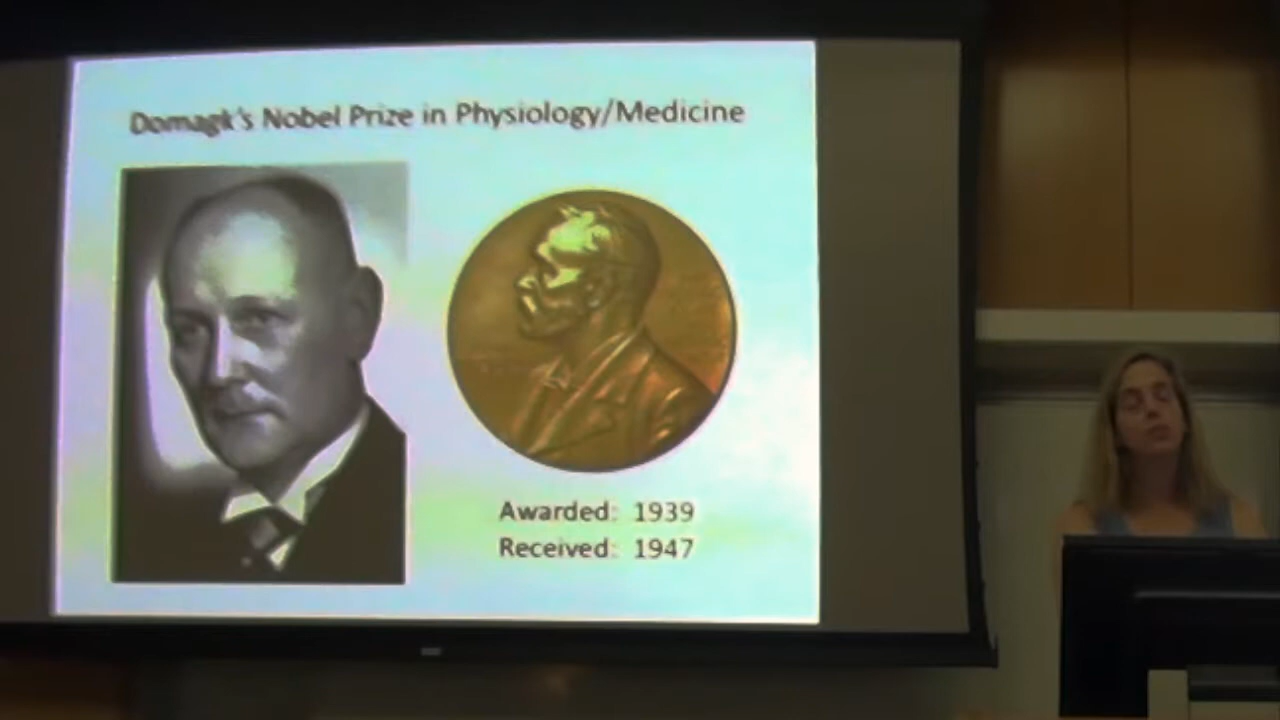 Domagk's Nobel Prize in Physiology/Medicine
Awarded: 1939
Received: 1947